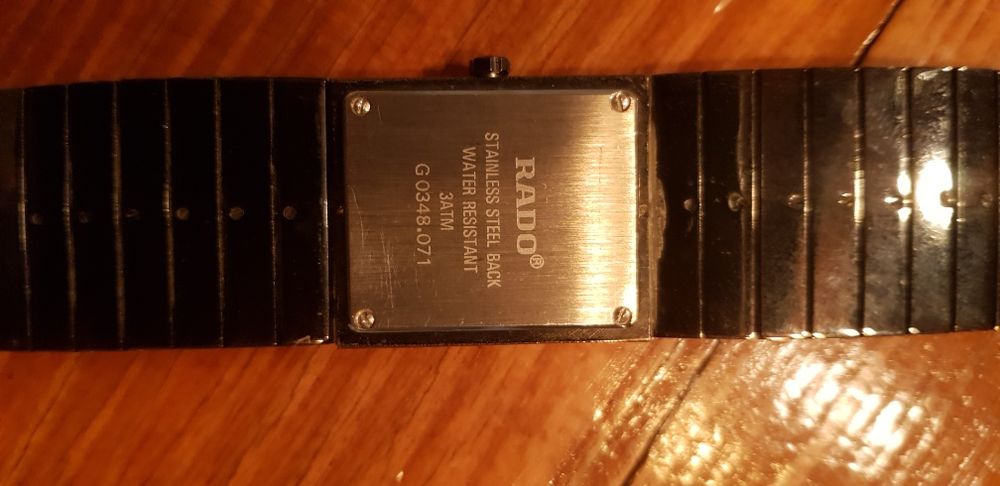 RADO®
STAINLESS STEEL BACK
WATER RESISTANT
3ATM
G 0348.071